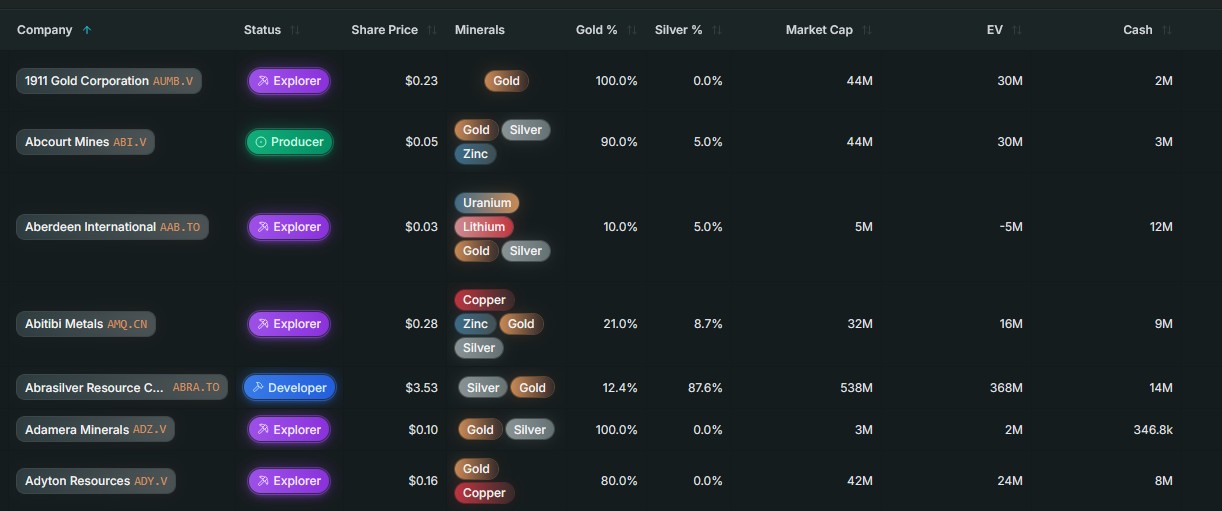 Company Status Share Price Minerals Gold % Silver % Market Cap EV Cash
1911 Gold Corporation AUMB.V Explorer $0.23 Gold 100.0% 0.0% 44M 30M 2M
Gold Silver
Abcourt Mines ABI.V Producer $0.05 90.0% 5.0% 44M 30M 3M
Zinc
Uranium
Aberdeen International AAB.TO Explorer $0.03 Lithium 10.0% 5.0% 5M -5M 12M
Gold Silver
Copper
Abitibi Metals AMQ.CN Explorer $0.28 Zinc Gold 21.0% 8.7% 32M 16M 9M
Silver
Abrasilver Resource C... ABRA.TO Developer $3.53 Silver Gold 12.4% 87.6% 538M 368M 14M
Adamera Minerals ADZ.V Explorer $0.10 Gold Silver 100.0% 0.0% 3M 2M 346.8k
Gold
Adyton Resources ADY.V Explorer $0.16 80.0% 0.0% 42M 24M 8M
Copper